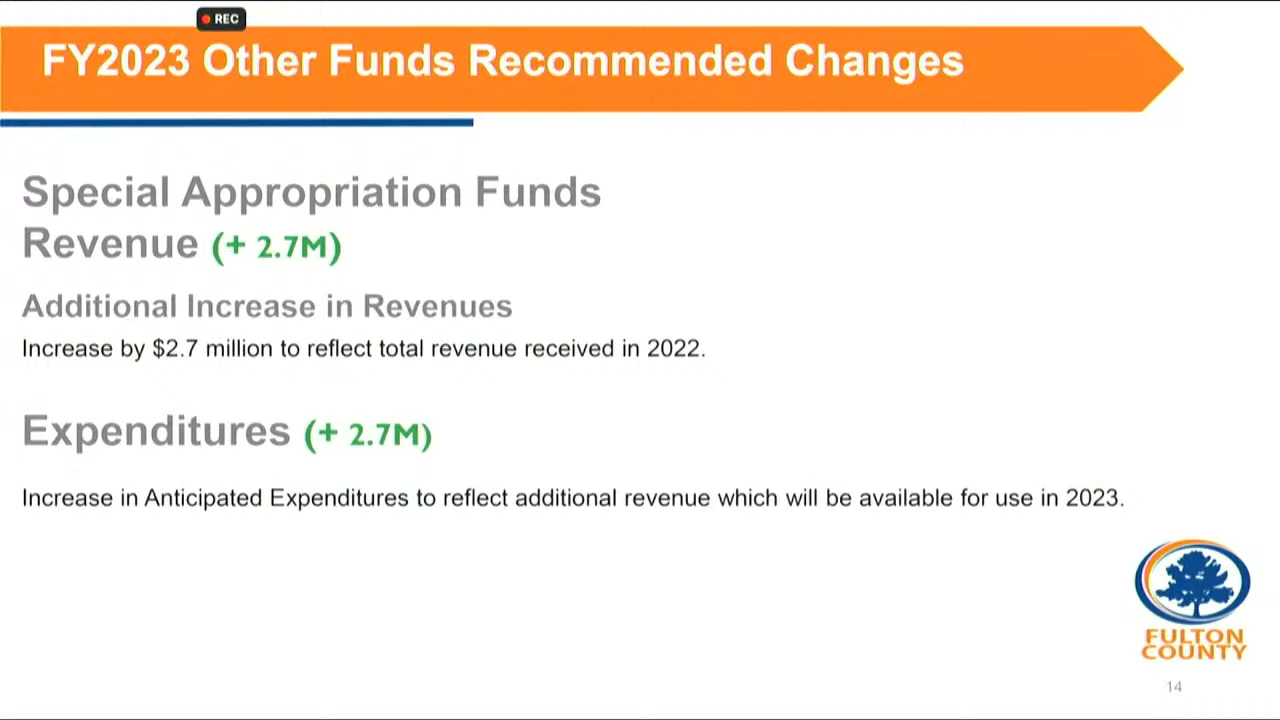 REC
FY2023 Other Funds Recommended Changes
Special Appropriation Funds
Revenue (+ 2.7M)
Additional Increase in Revenues
Increase by $2.7 million to reflect total revenue received in 2022.
Expenditures (+ 2.7M)
Increase in Anticipated Expenditures to reflect additional revenue which will be available for use in 2023.
FULTON
COUNTY
14